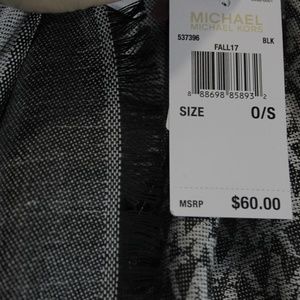 MICHAEL
MICHAEL KORS
537396 BLK
FALL17
8 88698 85893 2
SIZE O/S
MSRP $60.00